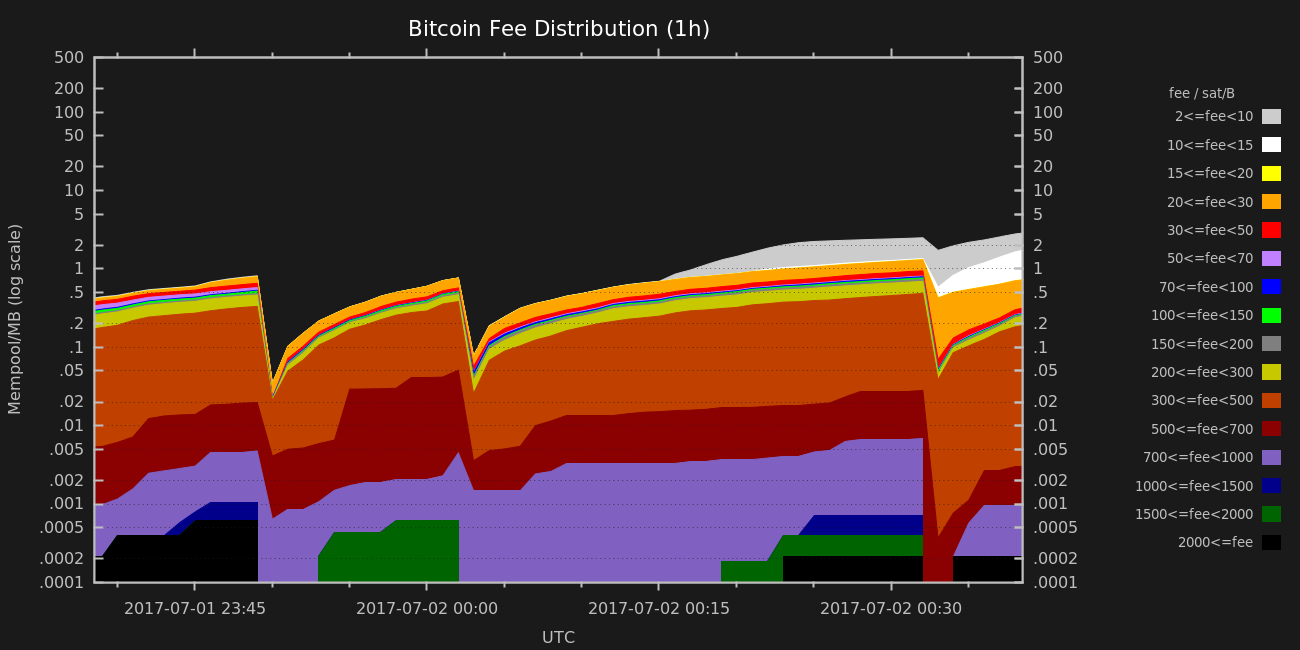 Bitcoin Fee Distribution (1h)
500
200
100
50
20
10
5
2
1
.5
.2
.1
.05
.02
.01
.005
.002
.001
.0005
.0002
.0001
Mempool/MB (log scale)
500
200
100
50
20
10
5
2
1
.5
.2
.1
.05
.02
.01
.005
.002
.001
.0005
.0002
.0001
2017-07-01 23:45 2017-07-02 00:00 2017-07-02 00:15 2017-07-02 00:30
UTC
fee / sat/B
2<=fee<10
10<=fee<15
15<=fee<20
20<=fee<30
30<=fee<50
50<=fee<70
70<=fee<100
100<=fee<150
150<=fee<200
200<=fee<300
300<=fee<500
500<=fee<700
700<=fee<1000
1000<=fee<1500
1500<=fee<2000
2000<=fee